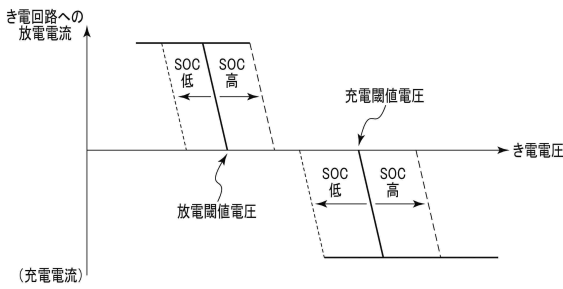 き電回路への
放電電流
SOC
低
SOC
高
充電閾値電圧
き電電圧
放電閾値電圧
SOC
低
SOC
高
(充電電流)